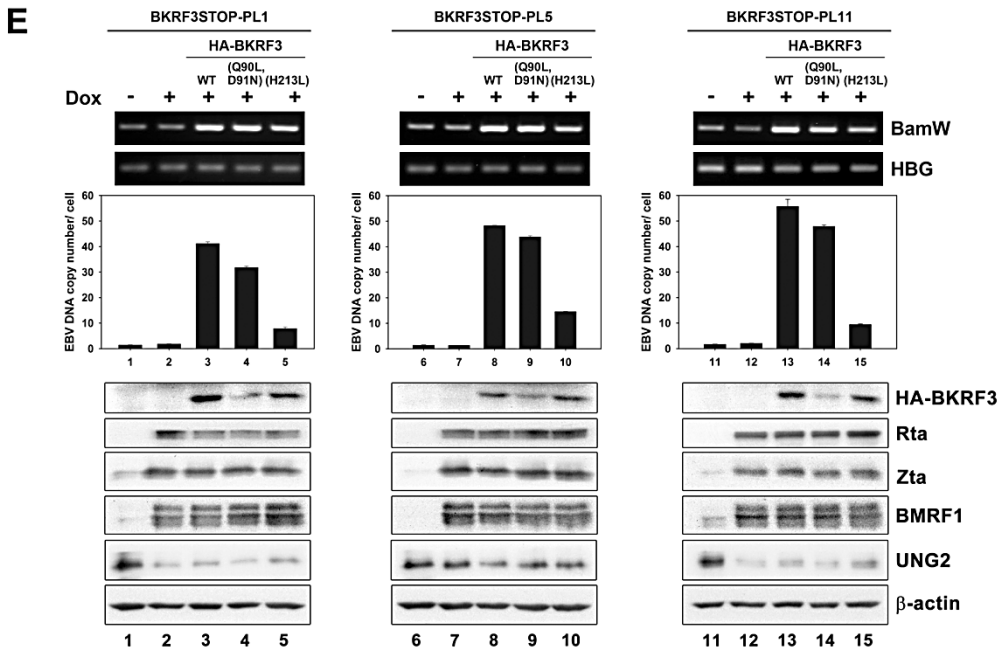 E
BKRF3STOP-PL1 BKRF3STOP-PL5 BKRF3STOP-PL11
HA-BKRF3 HA-BKRF3 HA-BKRF3
(Q90L, (Q90L, (Q90L,
WT D91N) (H213L) WT D91N) (H213L) WT D91N) (H213L)
Dox - + + + + - + + + + - + + + +
BamW
HBG
60 60 60
50 50 50
40 40 40
30 30 30
20 20 20
10 10 10
0 0 0
EBV DNA copy number/ cell EBV DNA copy number/ cell EBV DNA copy number/ cell
1 2 3 4 5 6 7 8 9 10 11 12 13 14 15
HA-BKRF3
Rta
Zta
BMRF1
UNG2
β-actin
1 2 3 4 5 6 7 8 9 10 11 12 13 14 15